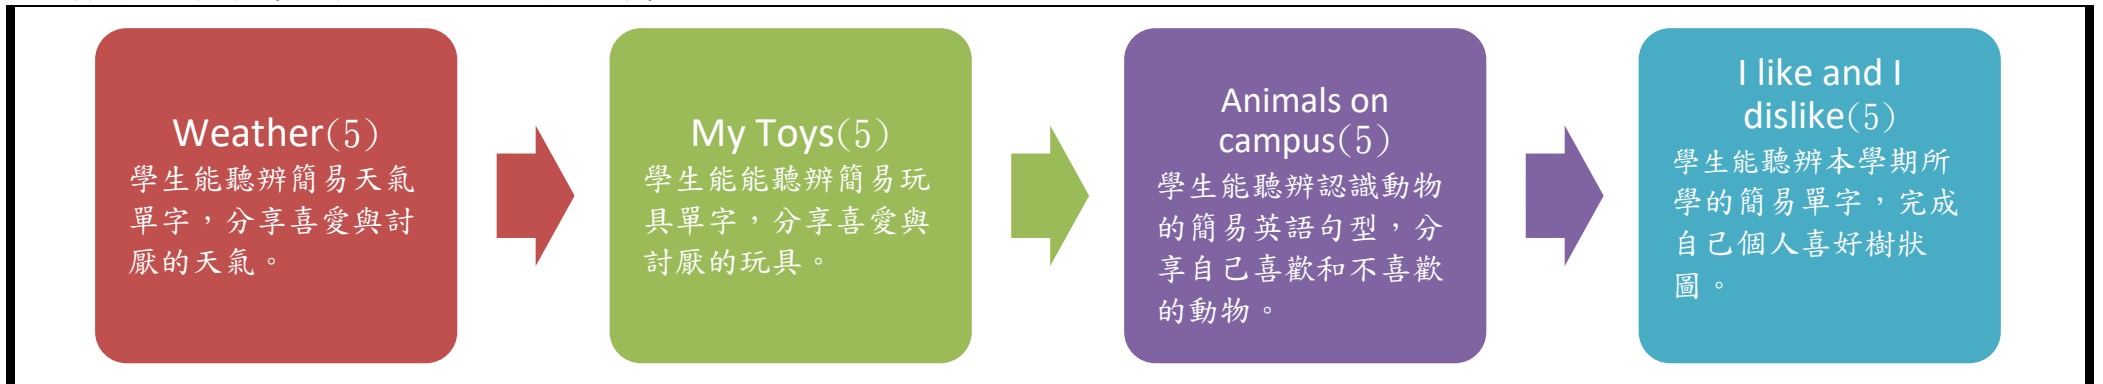 Weather(5)
學生能聽辨簡易天氣
單字，分享喜愛與討
厭的天氣。
My Toys(5)
學生能能聽辨簡易玩
具單字，分享喜愛與
討厭的玩具。
Animals on
campus(5)
學生能聽辨認識動物
的簡易英語句型，分
享自己喜歡和不喜歡
的動物。
I like and I
dislike(5)
學生能聽辨本學期所
學的簡易單字，完成
自己個人喜好樹狀
圖。